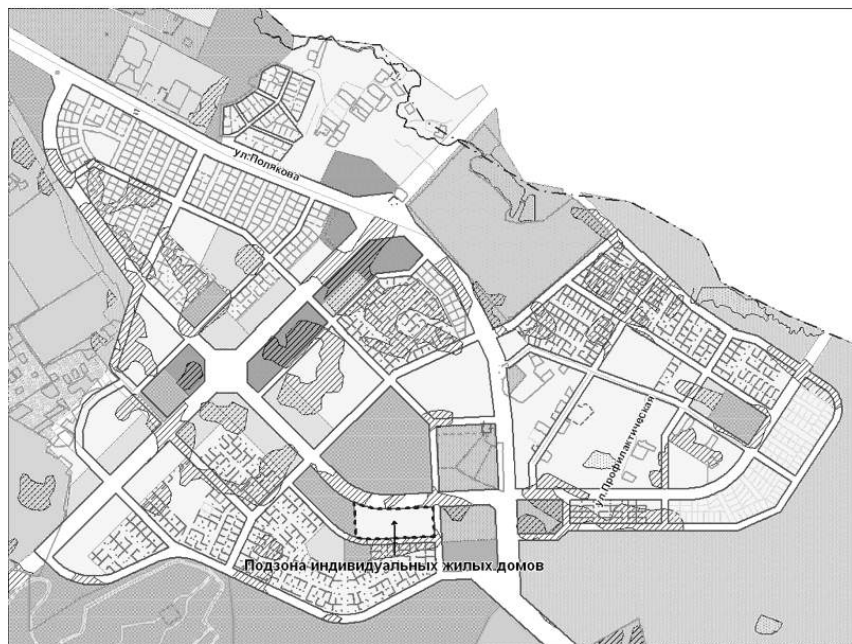 ул.Полякова
ул.Профилактическая
Подзона индивидуальных жилых домов